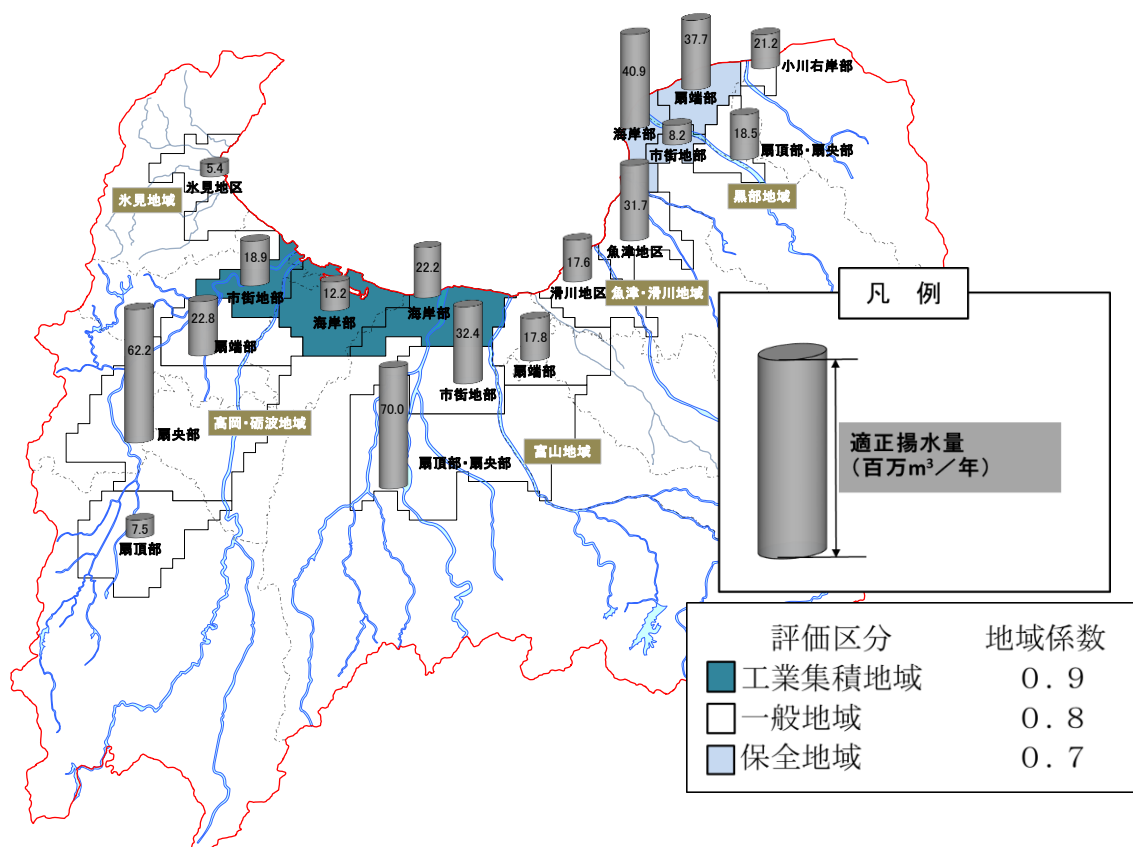 37.7
扇端部
21.2
小川右岸部
40.9
海岸部
8.2
市街地部
18.5
扇頂部・扇央部
黒部地域
5.4
氷見地区
氷見地域
31.7
魚津地区
17.6
滑川地区
魚津・滑川地域
18.9
市街地部
12.2
海岸部
22.2
海岸部
22.8
扇端部
32.4
市街地部
17.8
扇端部
62.2
扇央部
高岡・砺波地域
70.0
扇頂部・扇央部
富山地域
7.5
扇頂部
凡 例
適正揚水量
(百万m³/年)
評価区分 地域係数
工業集積地域 0.9
一般地域 0.8
保全地域 0.7